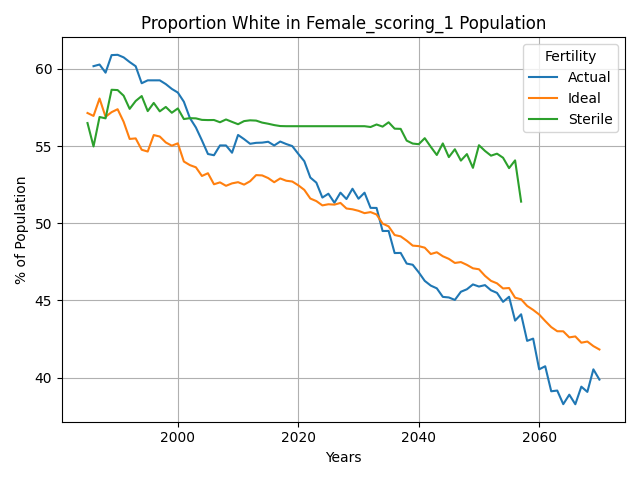 Proportion White in Female_scoring_1 Population
Fertility
Actual
Ideal
Sterile
% of Population
60
55
50
45
40
2000 2020 2040 2060
Years